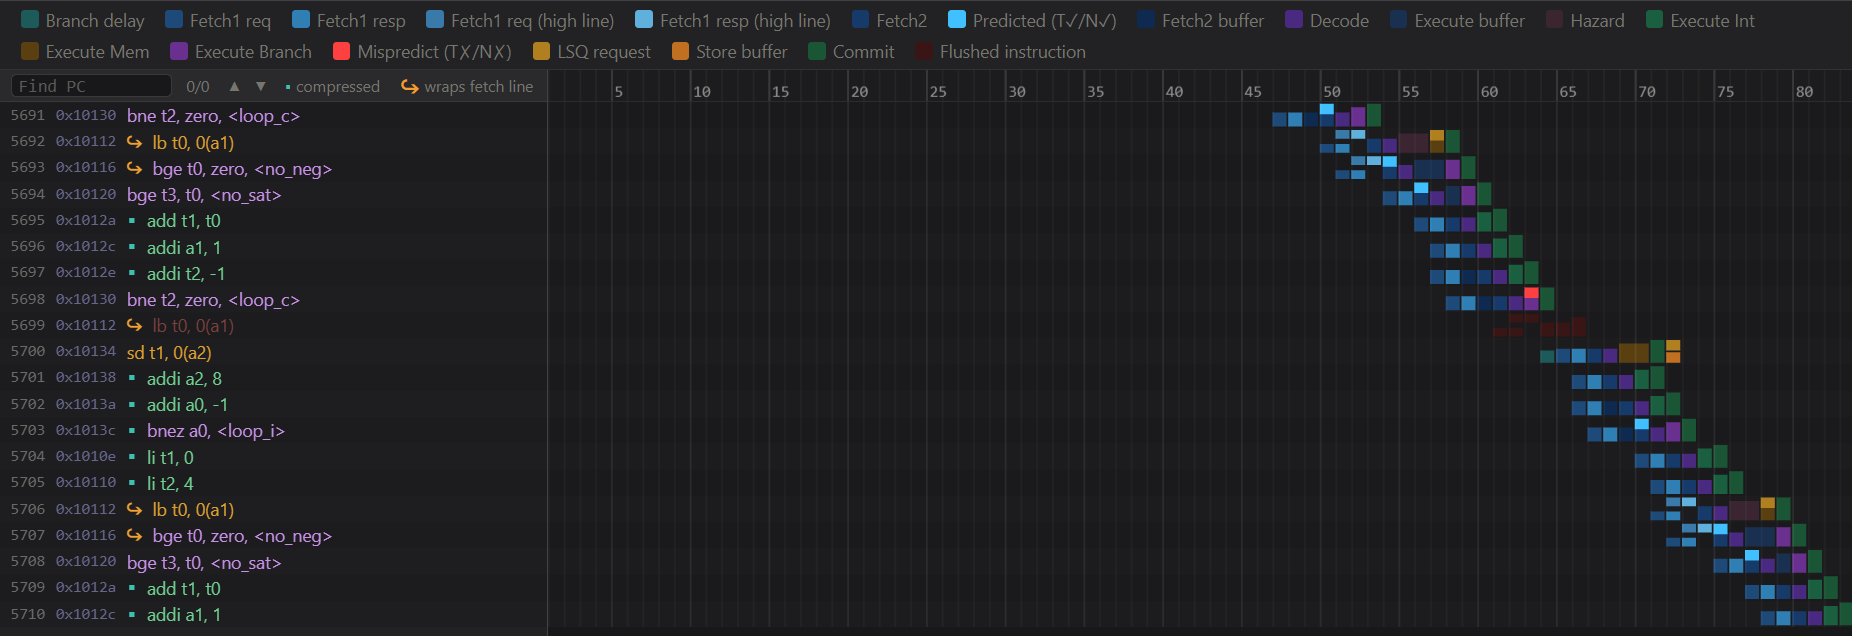 Branch delay Fetch1 req Fetch1 resp Fetch1 req (high line) Fetch1 resp (high line) Fetch2 Predicted (T✓/N✓) Fetch2 buffer Decode Execute buffer Hazard Execute Int
Execute Mem Execute Branch Mispredict (T✗/N✗) LSQ request Store buffer Commit Flushed instruction
Find PC 0/0 ▲ ▼ ▪ compressed ↪ wraps fetch line 5 10 15 20 25 30 35 40 45 50 55 60 65 70 75 80
5691 0x10130 bne t2, zero, <loop_c>
5692 0x10112 ↪ lb t0, 0(a1)
5693 0x10116 ↪ bge t0, zero, <no_neg>
5694 0x10120 bge t3, t0, <no_sat>
5695 0x1012a ▪ add t1, t0
5696 0x1012c ▪ addi a1, 1
5697 0x1012e ▪ addi t2, -1
5698 0x10130 bne t2, zero, <loop_c>
5699 0x10112 ↪ lb t0, 0(a1)
5700 0x10134 sd t1, 0(a2)
5701 0x10138 ▪ addi a2, 8
5702 0x1013a ▪ addi a0, -1
5703 0x1013c ▪ bnez a0, <loop_i>
5704 0x1010e ▪ li t1, 0
5705 0x10110 ▪ li t2, 4
5706 0x10112 ↪ lb t0, 0(a1)
5707 0x10116 ↪ bge t0, zero, <no_neg>
5708 0x10120 bge t3, t0, <no_sat>
5709 0x1012a ▪ add t1, t0
5710 0x1012c ▪ addi a1, 1